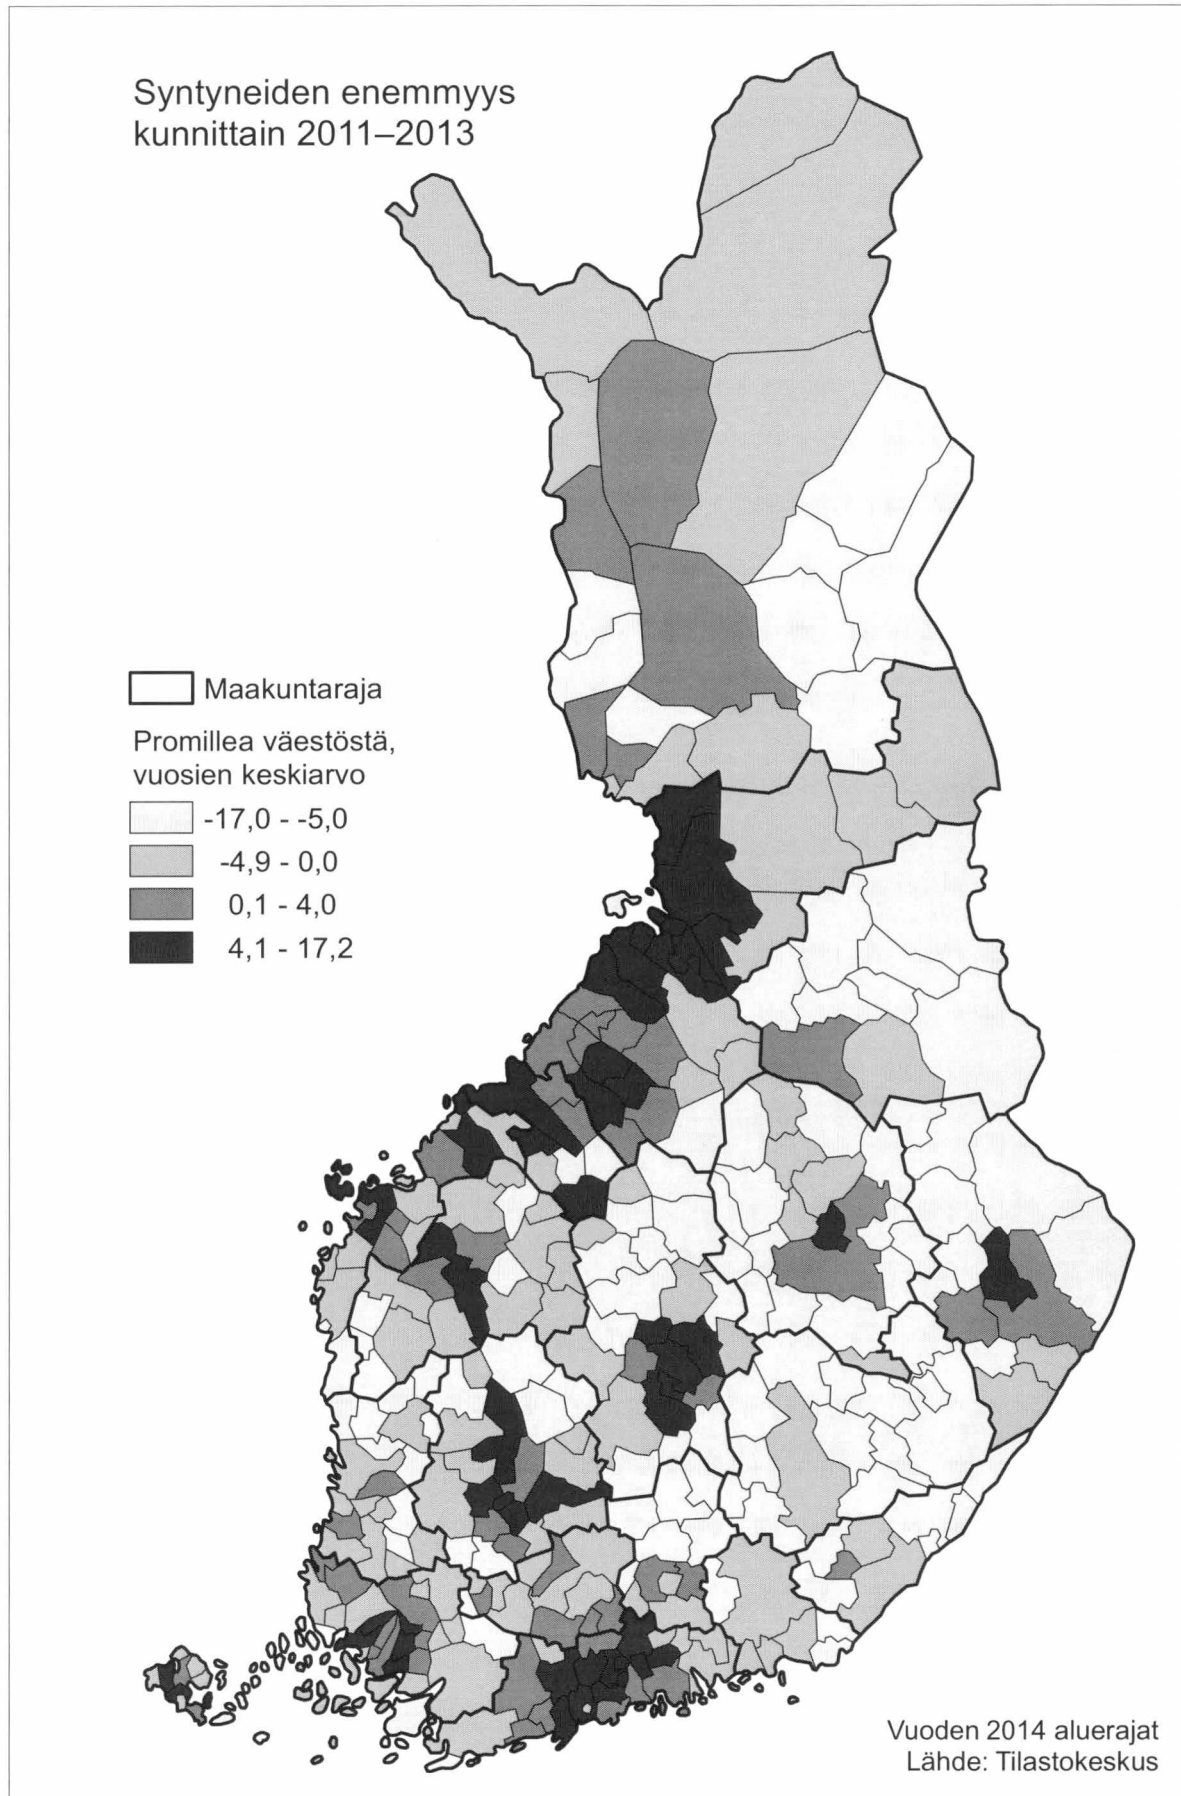 Syntyneiden enemmyys
kunnittain 2011–2013
Maakuntaraja
Promillea väestöstä,
vuosien keskiarvo
-17,0 - -5,0
-4,9 - 0,0
0,1 - 4,0
4,1 - 17,2
Vuoden 2014 aluerajat
Lähde: Tilastokeskus